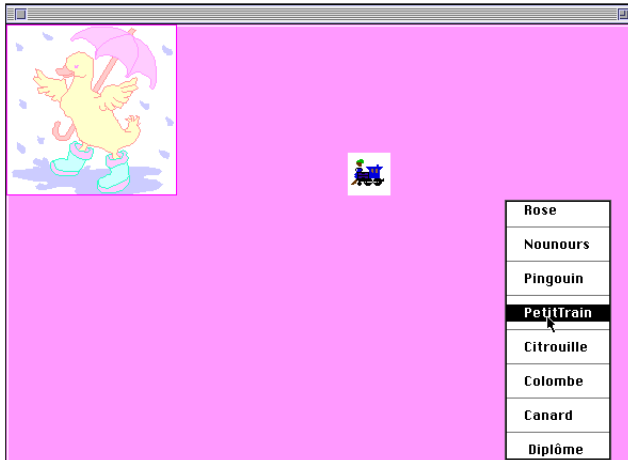 Rose
Nounours
Pingouin
PetitTrain
Citrouille
Colombe
Canard
Diplôme